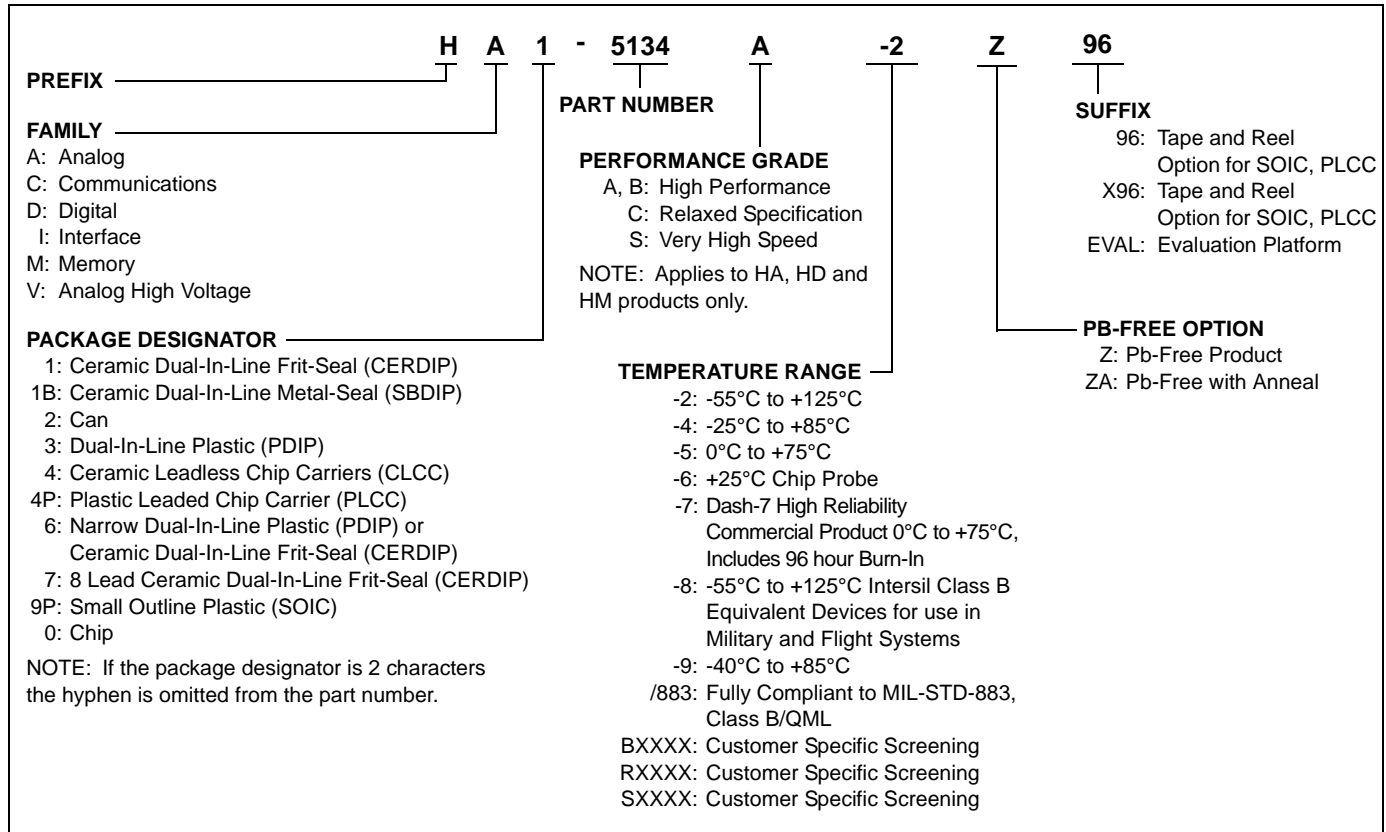 H A 1 - 5134 A -2 Z 96
PREFIX
FAMILY
A: Analog
C: Communications
D: Digital
I: Interface
M: Memory
V: Analog High Voltage
PACKAGE DESIGNATOR
1: Ceramic Dual-In-Line Frit-Seal (CERDIP)
1B: Ceramic Dual-In-Line Metal-Seal (SBDIP)
2: Can
3: Dual-In-Line Plastic (PDIP)
4: Ceramic Leadless Chip Carriers (CLCC)
4P: Plastic Leaded Chip Carrier (PLCC)
6: Narrow Dual-In-Line Plastic (PDIP) or
Ceramic Dual-In-Line Frit-Seal (CERDIP)
7: 8 Lead Ceramic Dual-In-Line Frit-Seal (CERDIP)
9P: Small Outline Plastic (SOIC)
0: Chip
NOTE: If the package designator is 2 characters
the hyphen is omitted from the part number.
PART NUMBER
PERFORMANCE GRADE
A, B: High Performance
C: Relaxed Specification
S: Very High Speed
NOTE: Applies to HA, HD and
HM products only.
TEMPERATURE RANGE
-2: -55°C to +125°C
-4: -25°C to +85°C
-5: 0°C to +75°C
-6: +25°C Chip Probe
-7: Dash-7 High Reliability
Commercial Product 0°C to +75°C,
Includes 96 hour Burn-In
-8: -55°C to +125°C Intersil Class B
Equivalent Devices for use in
Military and Flight Systems
-9: -40°C to +85°C
/883: Fully Compliant to MIL-STD-883,
Class B/QML
BXXXX: Customer Specific Screening
RXXXX: Customer Specific Screening
SXXXX: Customer Specific Screening
SUFFIX
96: Tape and Reel
Option for SOIC, PLCC
X96: Tape and Reel
Option for SOIC, PLCC
EVAL: Evaluation Platform
PB-FREE OPTION
Z: Pb-Free Product
ZA: Pb-Free with Anneal